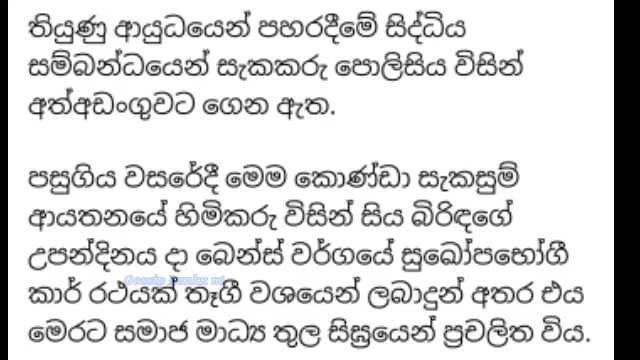 තියුණු ආයුධයෙන් පහරදීමේ සිද්ධිය
සම්බන්ධයෙන් සැකකරු පොලිසිය විසින්
අත්අඩංගුවට ගෙන ඇත.
පසුගිය වසරේදී මෙම කොණ්ඩා සැකසුම්
ආයතනයේ හිමිකරු විසින් සිය බිරිඳගේ
උපන්දිනය දා බෙන්ස් වර්ගයේ සුඛෝපභෝගී
කාර් රථයක් තෑගී වශයෙන් ලබාදුන් අතර එය
මෙරට සමාජ මාධ්‍ය තුල සිඝ්‍රයෙන් ප්‍රචලිත විය.